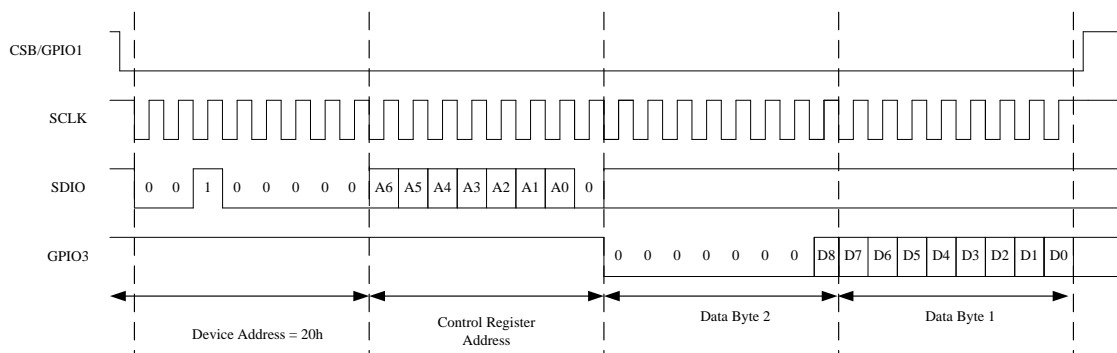 CSB/GPIO1
SCLK
SDIO 0 0 1 0 0 0 0 0 A6 A5 A4 A3 A2 A1 A0 0
GPIO3 0 0 0 0 0 0 0 D8 D7 D6 D5 D4 D3 D2 D1 D0
Device Address = 20h
Control Register
Address
Data Byte 2
Data Byte 1